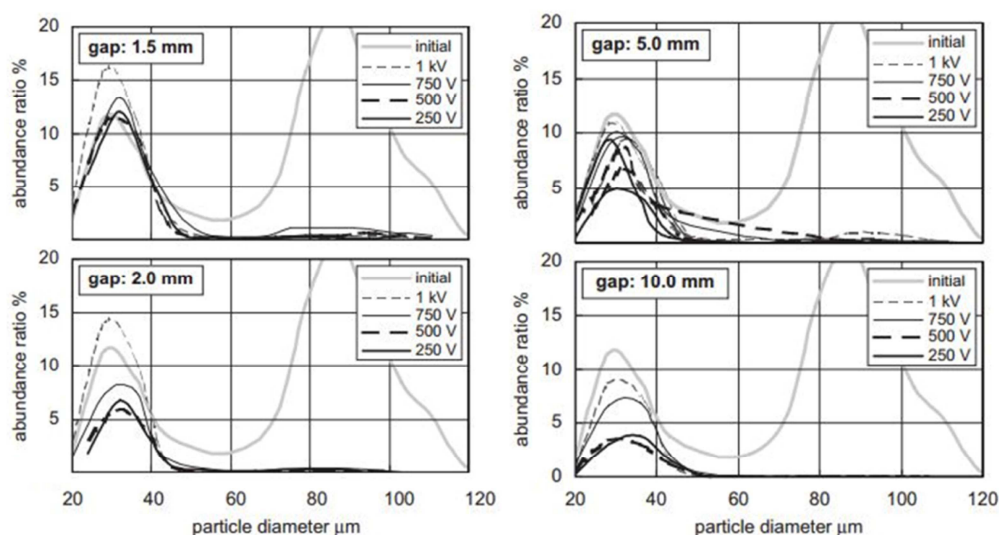 20
15
10
5
abundance ratio %
gap: 1.5 mm
initial
1 kV
750 V
500 V
250 V
20
15
10
5
abundance ratio %
gap: 2.0 mm
initial
1 kV
750 V
500 V
250 V
20 40 60 80 100 120
particle diameter μm
20
15
10
5
abundance ratio %
gap: 5.0 mm
initial
1 kV
750 V
500 V
250 V
20
15
10
5
0
abundance ratio %
gap: 10.0 mm
initial
1 kV
750 V
500 V
250 V
20 40 60 80 100 120
particle diameter μm